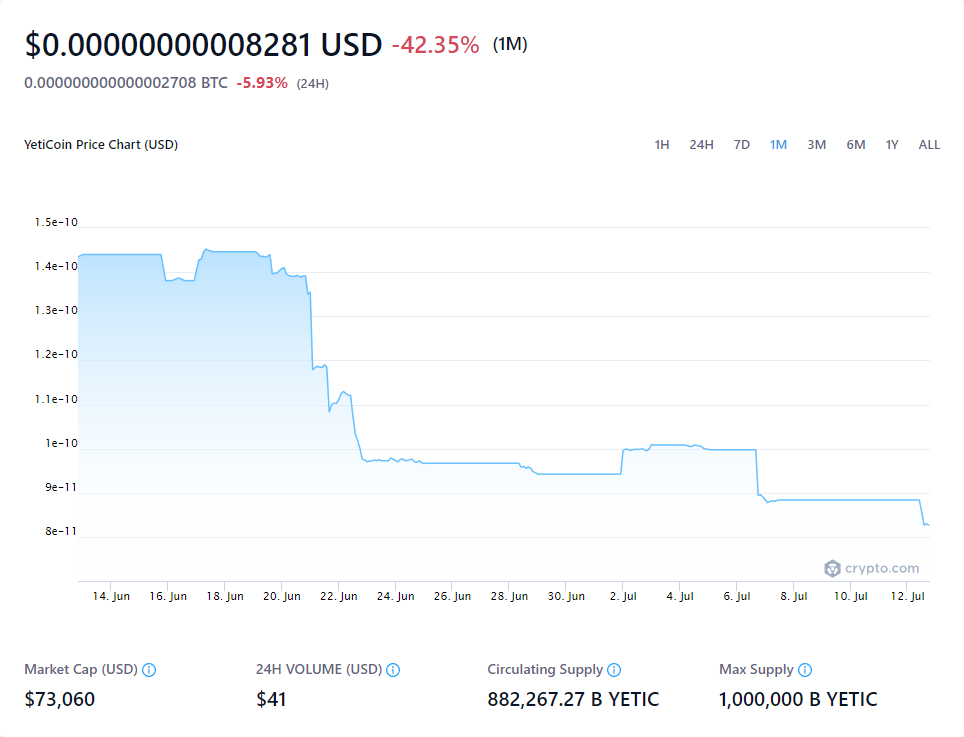 $0.00000000008281 USD -42.35% (1M)
0.000000000000002708 BTC -5.93% (24H)
YetiCoin Price Chart (USD) 1H 24H 7D 1M 3M 6M 1Y ALL
1.5e-10
1.4e-10
1.3e-10
1.2e-10
1.1e-10
1e-10
9e-11
8e-11
crypto.com
14. Jun 16. Jun 18. Jun 20. Jun 22. Jun 24. Jun 26. Jun 28. Jun 30. Jun 2. Jul 4. Jul 6. Jul 8. Jul 10. Jul 12. Jul
Market Cap (USD) 24H VOLUME (USD) Circulating Supply Max Supply
$73,060 $41 882,267.27 B YETIC 1,000,000 B YETIC